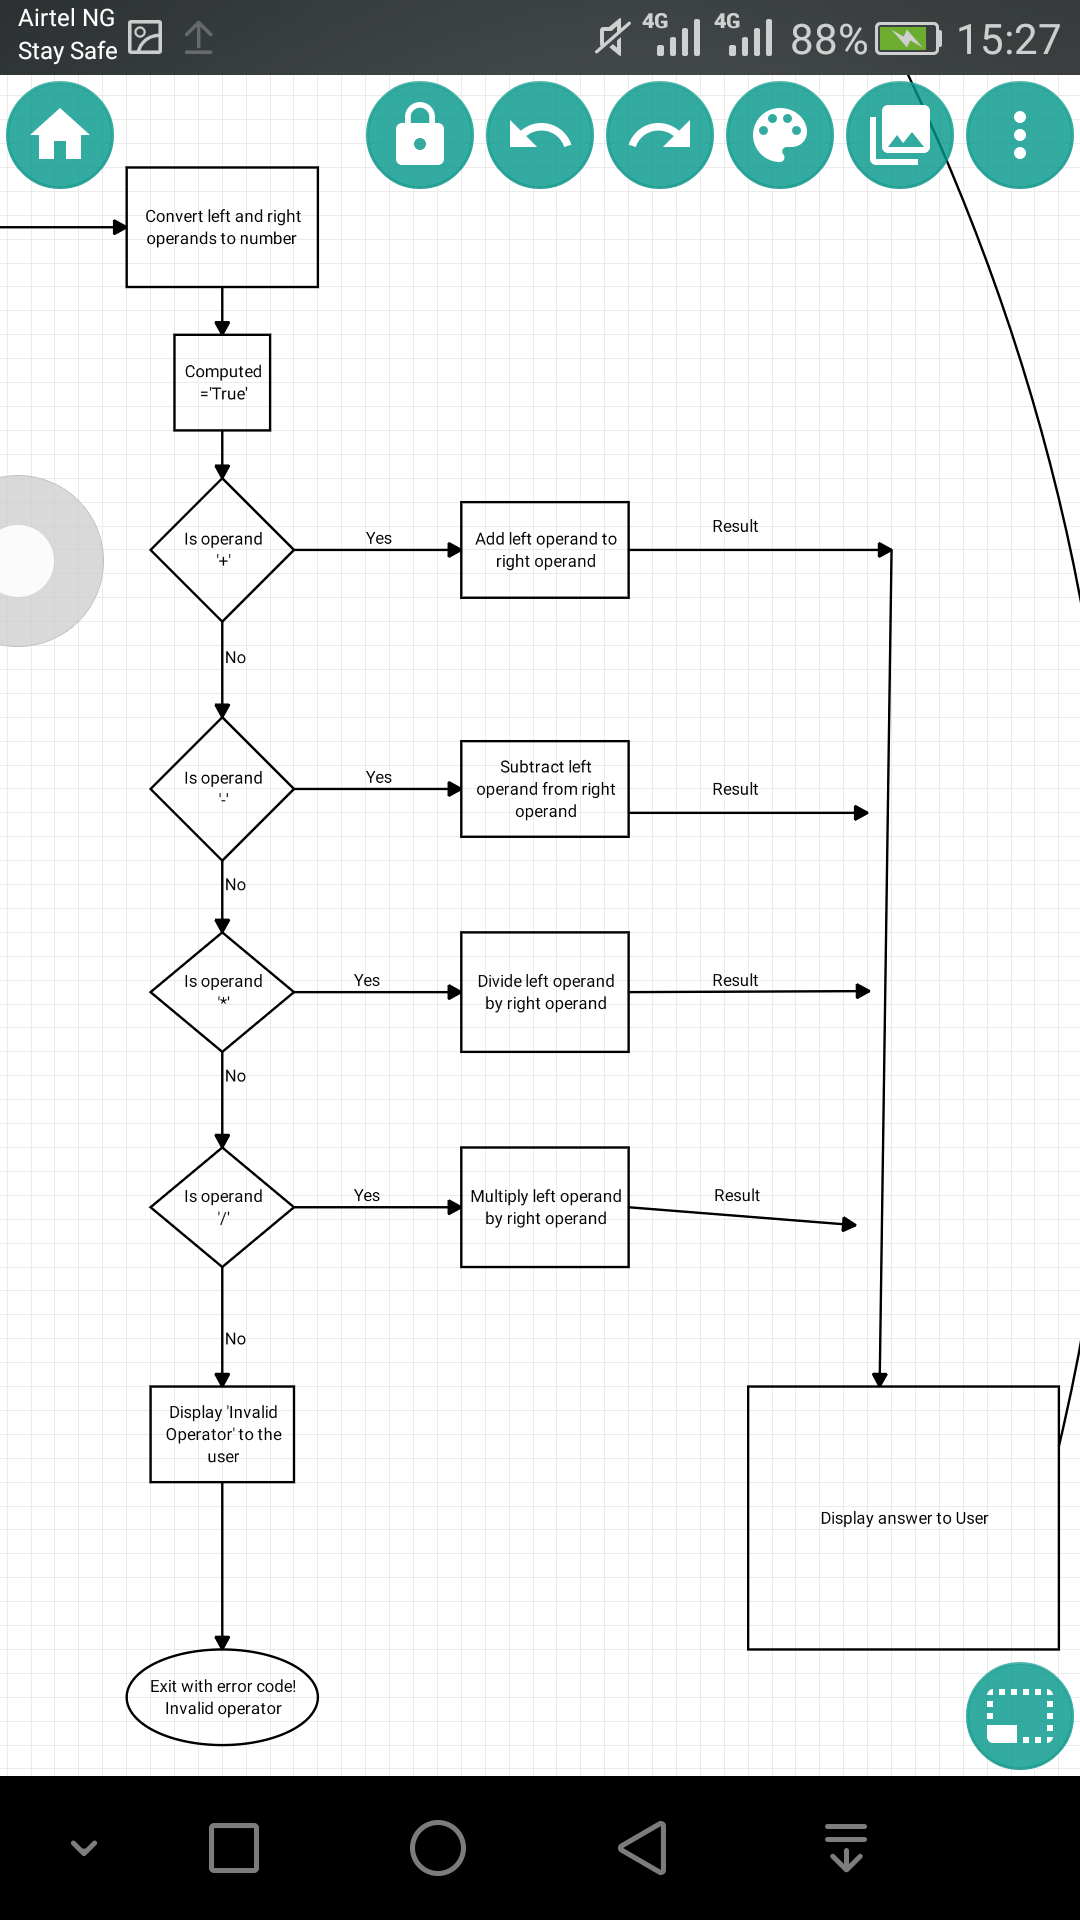 Airtel NG
Stay Safe
4G
4G
88%
15:27
Convert left and right
operands to number
Computed
='True'
Is operand
'+'
Yes
Add left operand to
right operand
Result
No
Is operand
'-'
Yes
Subtract left
operand from right
operand
Result
No
Is operand
'*'
Yes
Divide left operand
by right operand
Result
No
Is operand
'/'
Yes
Multiply left operand
by right operand
Result
No
Display 'Invalid
Operator' to the
user
Display answer to User
Exit with error code!
Invalid operator